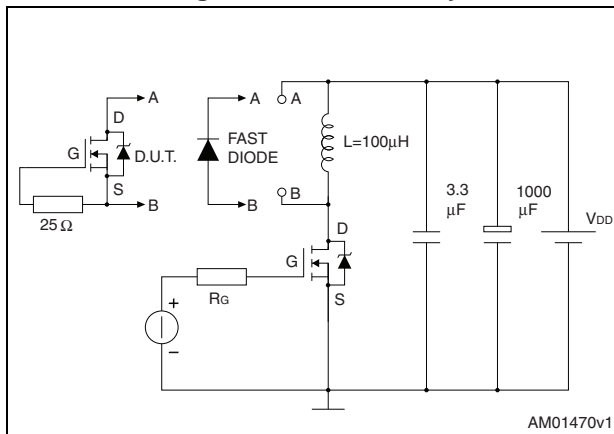 A
D
G
D.U.T.
S
B
25 Ω
A
FAST
DIODE
B
A
L=100µH
B
D
G
S
RG
+
–
3.3
µF
1000
µF
VDD
AM01470v1